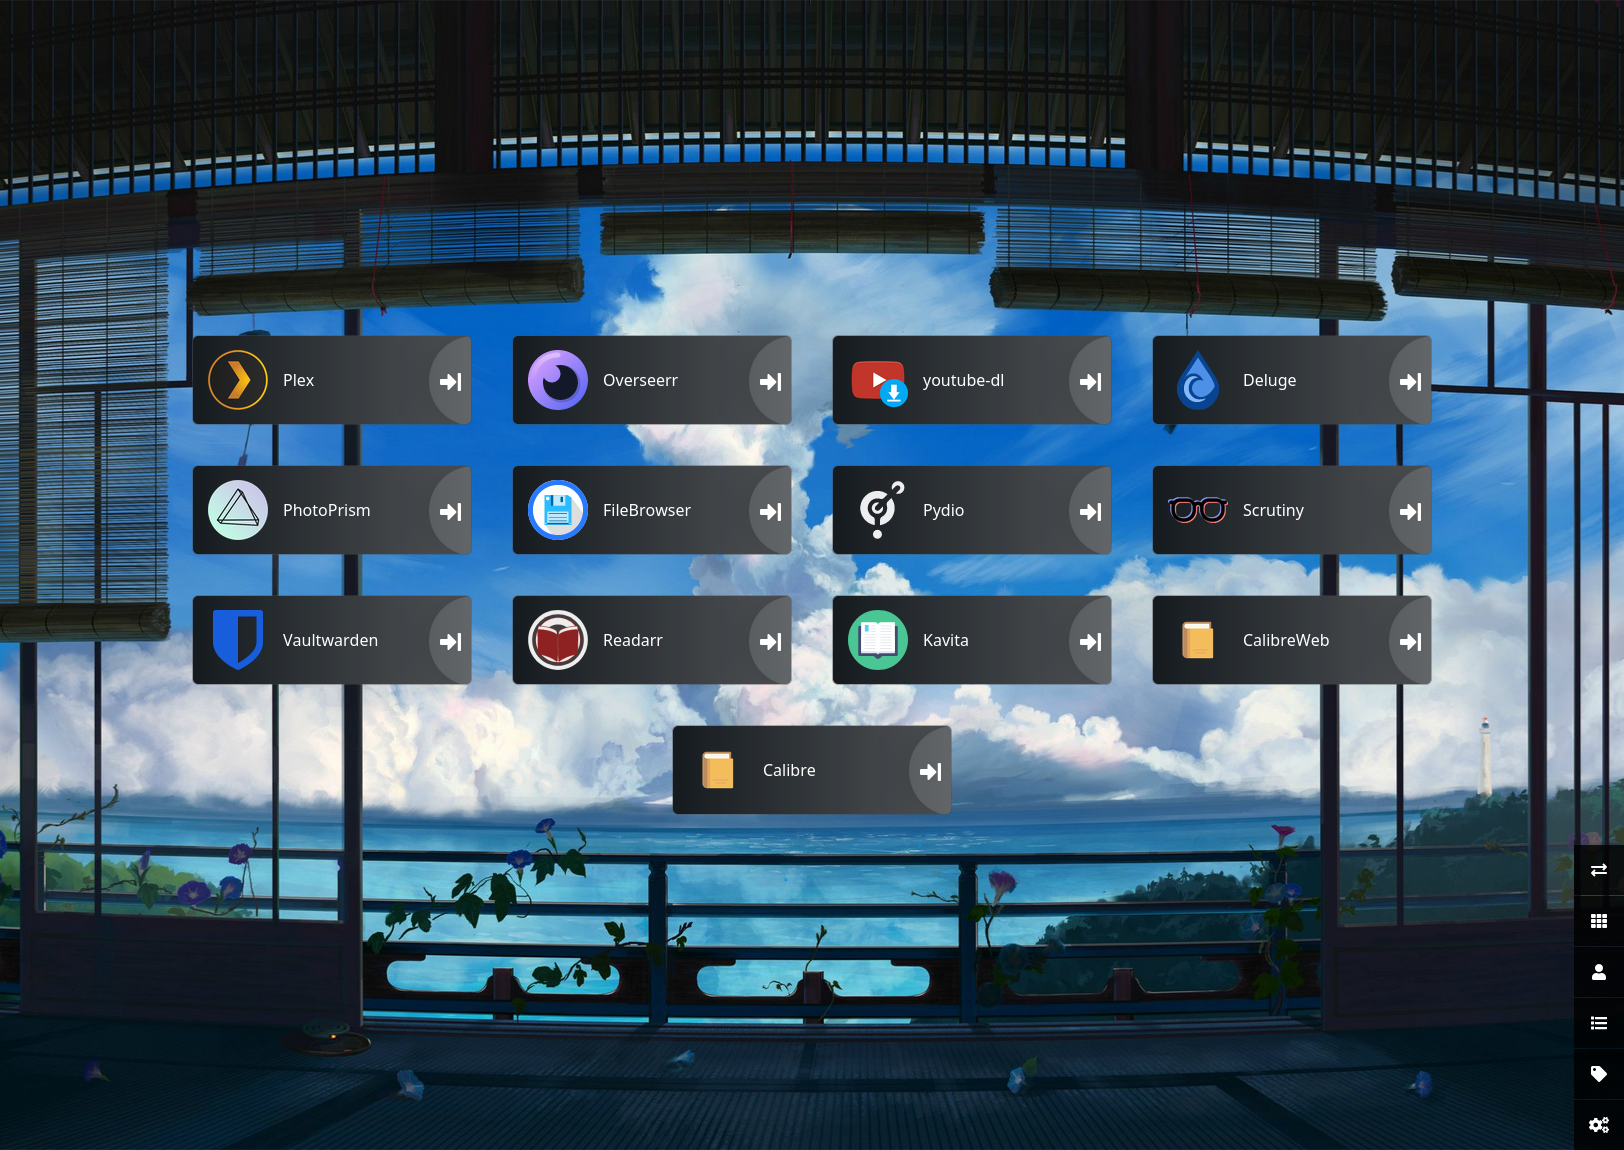 Plex
Overseerr
youtube-dl
Deluge
PhotoPrism
FileBrowser
Pydio
Scrutiny
Vaultwarden
Readarr
Kavita
CalibreWeb
Calibre